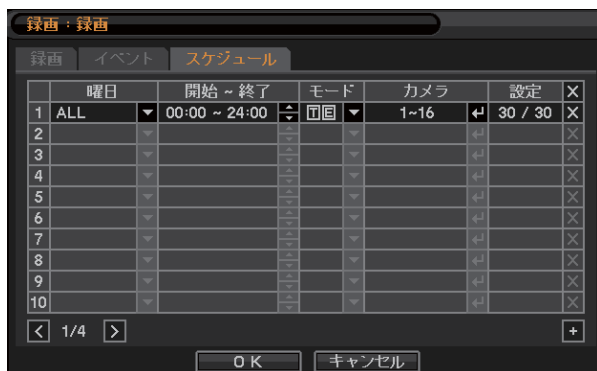 録画：録画
録画 イベント スケジュール
曜日 開始 ~ 終了 モード カメラ 設定 X
1 ALL 00:00 ~ 24:00 T E 1~16 30 / 30 X
2 X
3 X
4 X
5 X
6 X
7 X
8 X
9 X
10 X
< 1/4 > +
OK キャンセル